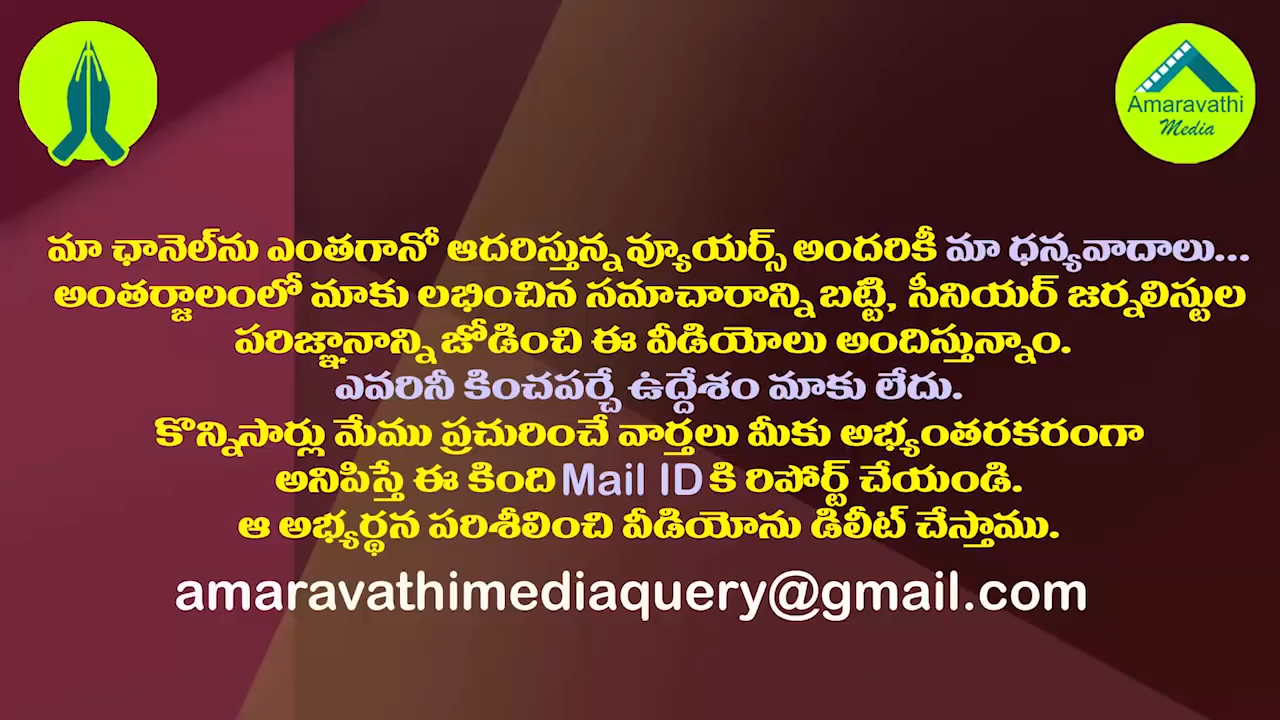 Amaravathi
Media
మా ఛానెల్‌ను ఎంతగానో ఆదరిస్తున్న వ్యూయర్స్ అందరికీ మా ధన్యవాదాలు...
అంతర్జాలంలో మాకు లభించిన సమాచారాన్ని బట్టి, సీనియర్ జర్నలిస్టుల
పరిజ్ఞానాన్ని జోడించి ఈ వీడియోలు అందిస్తున్నాం.
ఎవరినీ కించపర్చే ఉద్దేశం మాకు లేదు.
కొన్నిసార్లు మేము ప్రచురించే వార్తలు మీకు అభ్యంతరకరంగా
అనిపిస్తే ఈ కింది Mail ID కి రిపోర్ట్ చేయండి.
ఆ అభ్యర్థన పరిశీలించి వీడియోను డిలీట్ చేస్తాము.
amaravathimediaquery@gmail.com